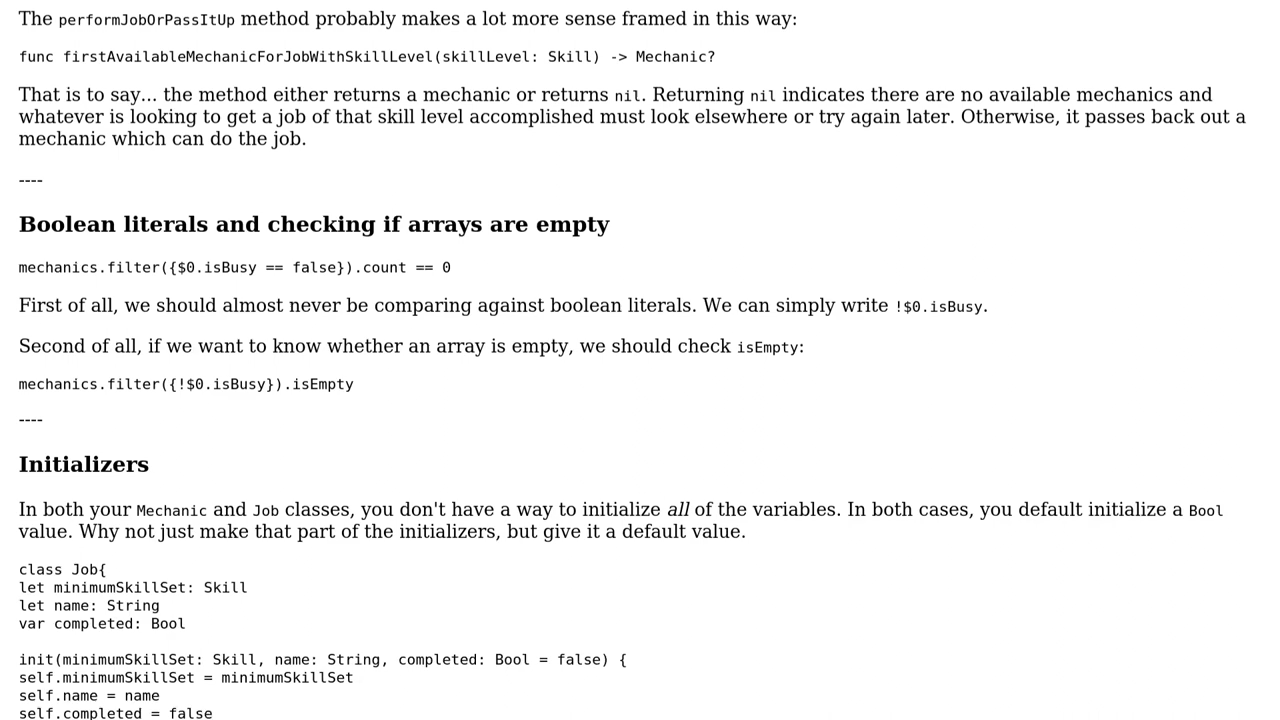 The performJobOrPassItUp method probably makes a lot more sense framed in this way:
func firstAvailableMechanicForJobWithSkillLevel(skillLevel: Skill) -> Mechanic?
That is to say... the method either returns a mechanic or returns nil. Returning nil indicates there are no available mechanics and
whatever is looking to get a job of that skill level accomplished must look elsewhere or try again later. Otherwise, it passes back out a
mechanic which can do the job.
----
Boolean literals and checking if arrays are empty
mechanics.filter({$0.isBusy == false}).count == 0
First of all, we should almost never be comparing against boolean literals. We can simply write !$0.isBusy.
Second of all, if we want to know whether an array is empty, we should check isEmpty:
mechanics.filter({!$0.isBusy}).isEmpty
----
Initializers
In both your Mechanic and Job classes, you don't have a way to initialize all of the variables. In both cases, you default initialize a Bool
value. Why not just make that part of the initializers, but give it a default value.
class Job{
let minimumSkillSet: Skill
let name: String
var completed: Bool
init(minimumSkillSet: Skill, name: String, completed: Bool = false) {
self.minimumSkillSet = minimumSkillSet
self.name = name
self.completed = false